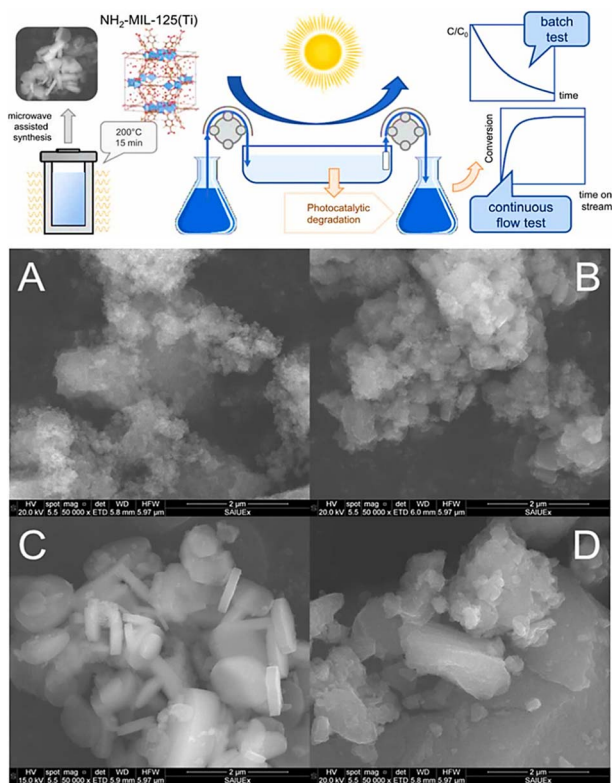 NH₂-MIL-125(Ti)
microwave
assisted
synthesis
200°C
15 min
Photocatalytic
degradation
C/C₀
batch
test
time
Conversion
time on
stream
continuous
flow test
A
HV spot mag ¤ det WD HFW 2 µm
20.0 kV 5.5 50 000 x ETD 5.8 mm 5.97 µm SAIUEx
B
HV spot mag ¤ det WD HFW 2 µm
20.0 kV 5.5 50 000 x ETD 6.0 mm 5.97 µm SAIUEx
C
HV spot mag ¤ det WD HFW 2 µm
15.0 kV 5.5 50 000 x ETD 5.9 mm 5.97 µm SAIUEx
D
HV spot mag ¤ det WD HFW 2 µm
20.0 kV 5.5 50 000 x ETD 5.8 mm 5.97 µm SAIUEx